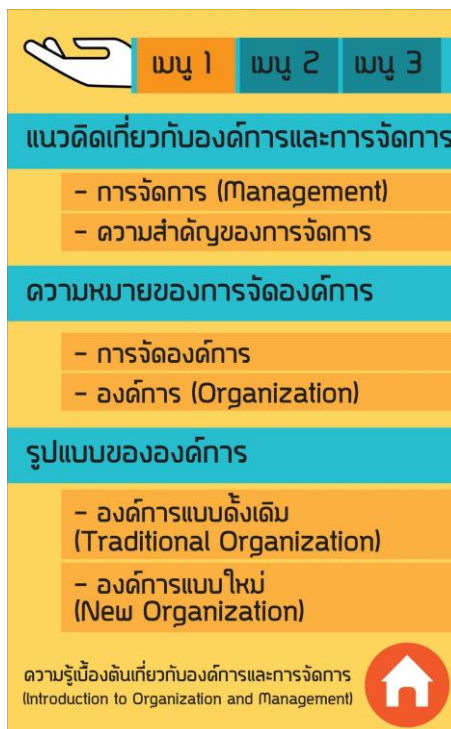 เมนู 1 เมนู 2 เมนู 3
แนวคิดเกี่ยวกับองค์การและการจัดการ
- การจัดการ (Management)
- ความสำคัญของการจัดการ
ความหมายของการจัดองค์การ
- การจัดองค์การ
- องค์การ (Organization)
รูปแบบขององค์การ
- องค์การแบบดั้งเดิม
(Traditional Organization)
- องค์การแบบใหม่
(New Organization)
ความรู้เบื้องต้นเกี่ยวกับองค์การและการจัดการ
(Introduction to Organization and Management)